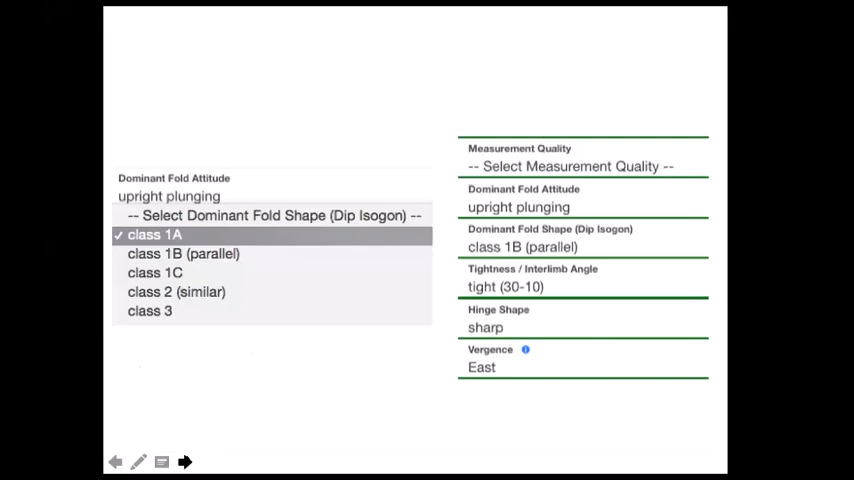 Dominant Fold Attitude
upright plunging
-- Select Dominant Fold Shape (Dip Isogon) --
✓ class 1A
class 1B (parallel)
class 1C
class 2 (similar)
class 3
Measurement Quality
-- Select Measurement Quality --
Dominant Fold Attitude
upright plunging
Dominant Fold Shape (Dip Isogon)
class 1B (parallel)
Tightness / Interlimb Angle
tight (30-10)
Hinge Shape
sharp
Vergence i
East